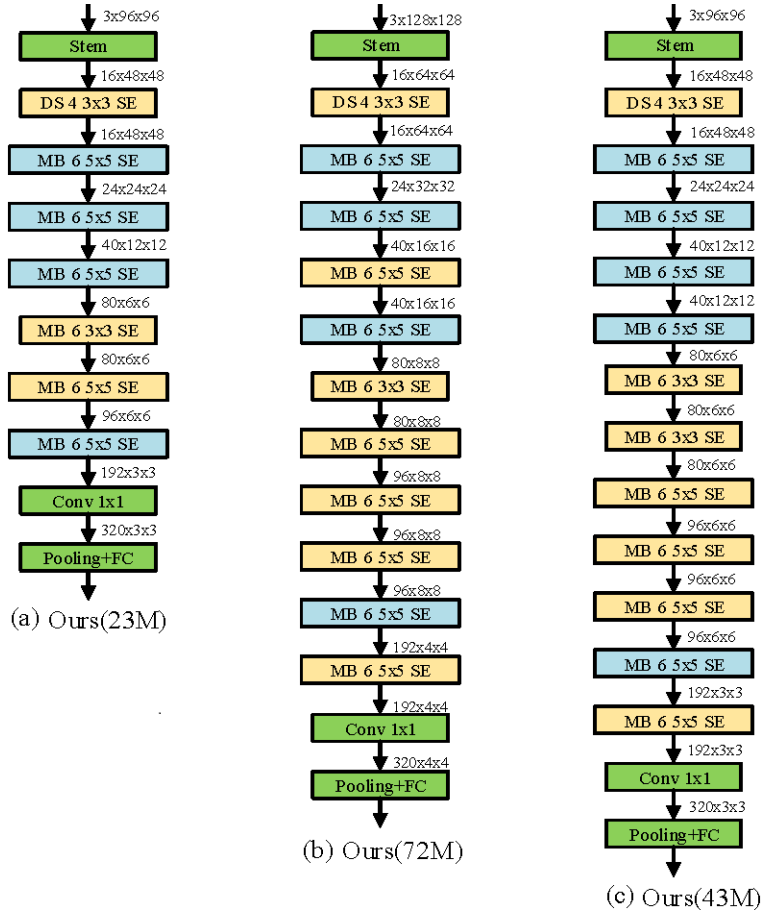 3x96x96
Stem
16x48x48
DS 4 3x3 SE
16x48x48
MB 6 5x5 SE
24x24x24
MB 6 5x5 SE
40x12x12
MB 6 5x5 SE
80x6x6
MB 6 3x3 SE
80x6x6
MB 6 5x5 SE
96x6x6
MB 6 5x5 SE
192x3x3
Conv 1x1
320x3x3
Pooling+FC
(a) Ours(23M)
3x128x128
Stem
16x64x64
DS 4 3x3 SE
16x64x64
MB 6 5x5 SE
24x32x32
MB 6 5x5 SE
40x16x16
MB 6 5x5 SE
40x16x16
MB 6 5x5 SE
80x8x8
MB 6 3x3 SE
80x8x8
MB 6 5x5 SE
96x8x8
MB 6 5x5 SE
96x8x8
MB 6 5x5 SE
96x8x8
MB 6 5x5 SE
192x4x4
MB 6 5x5 SE
192x4x4
Conv 1x1
320x4x4
Pooling+FC
(b) Ours(72M)
3x96x96
Stem
16x48x48
DS 4 3x3 SE
16x48x48
MB 6 5x5 SE
24x24x24
MB 6 5x5 SE
40x12x12
MB 6 5x5 SE
40x12x12
MB 6 5x5 SE
80x6x6
MB 6 3x3 SE
80x6x6
MB 6 3x3 SE
80x6x6
MB 6 5x5 SE
96x6x6
MB 6 5x5 SE
96x6x6
MB 6 5x5 SE
96x6x6
MB 6 5x5 SE
192x3x3
MB 6 5x5 SE
192x3x3
Conv 1x1
320x3x3
Pooling+FC
(c) Ours(43M)